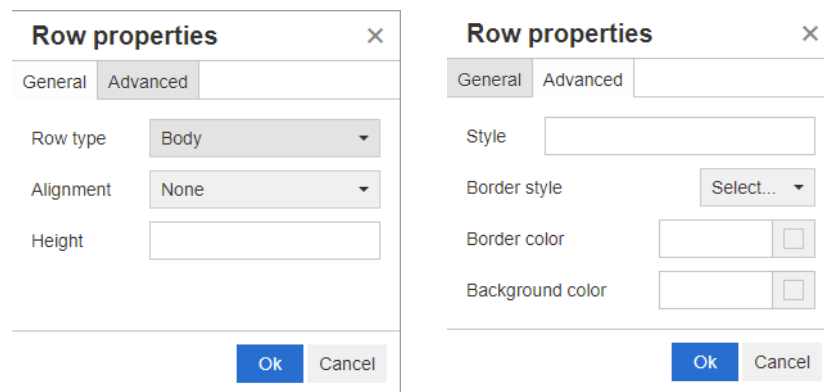 Row properties ×
General Advanced
Row type Body
Alignment None
Height
Ok Cancel
Row properties ×
General Advanced
Style
Border style Select...
Border color
Background color
Ok Cancel